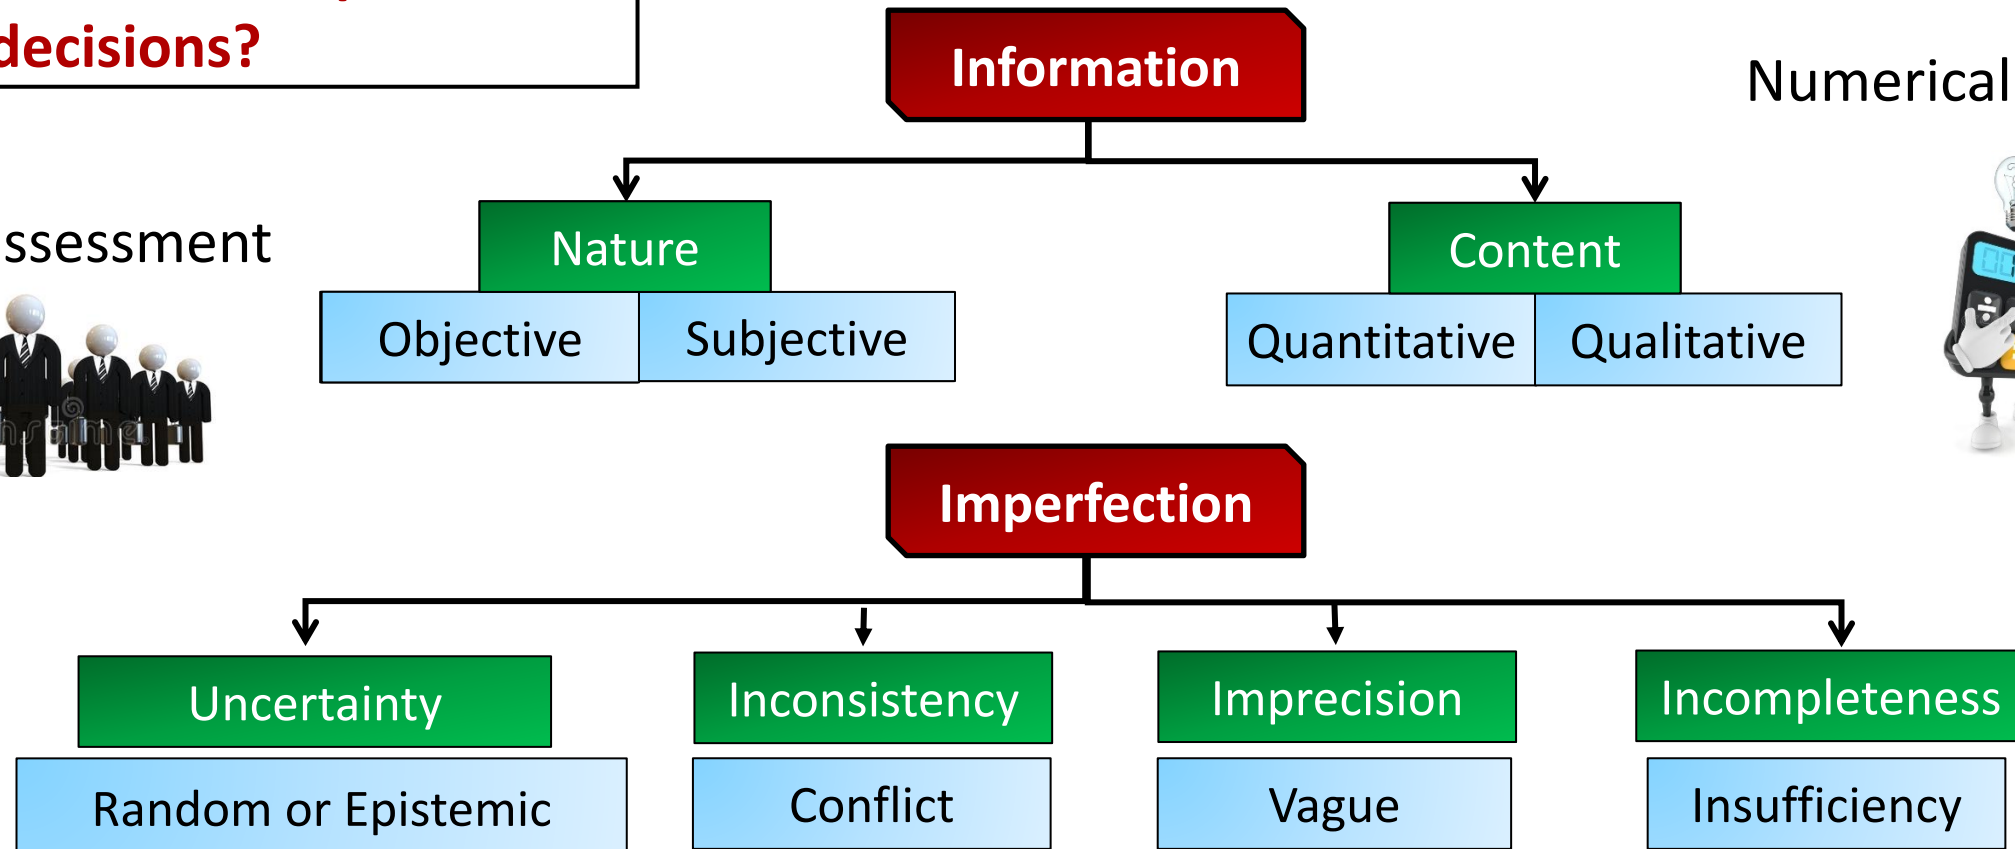 decisions?
Information
Numerical
Nature
Content
ssessment
Objective
Subjective
Quantitative
Qualitative
Imperfection
Uncertainty
Inconsistency
Imprecision
Incompleteness
Random or Epistemic
Conflict
Vague
Insufficiency